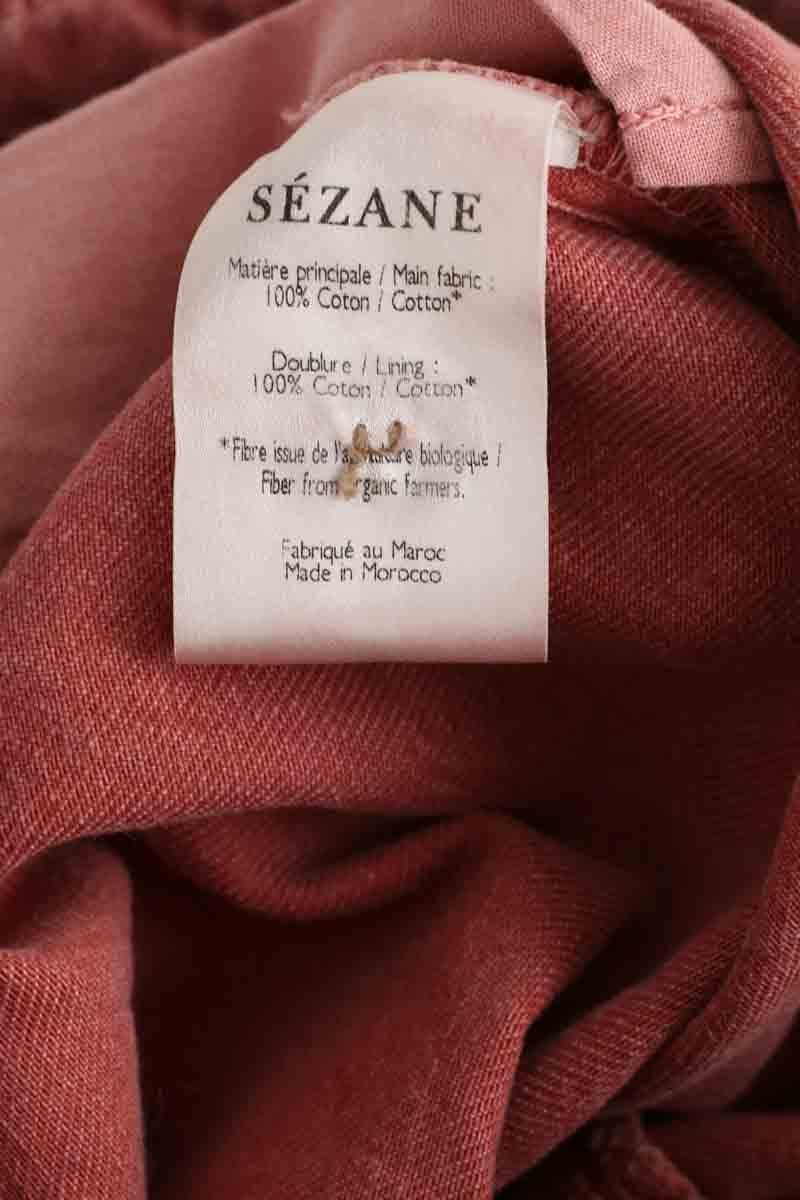 SÉZANE
Matière principale / Main fabric :
100% Coton / Cotton*
Doublure / Lining :
100% Coton / Cotton*
*Fibre issue de biologique /
Fiber from organic farmers.
Fabriqué au Maroc
Made in Morocco